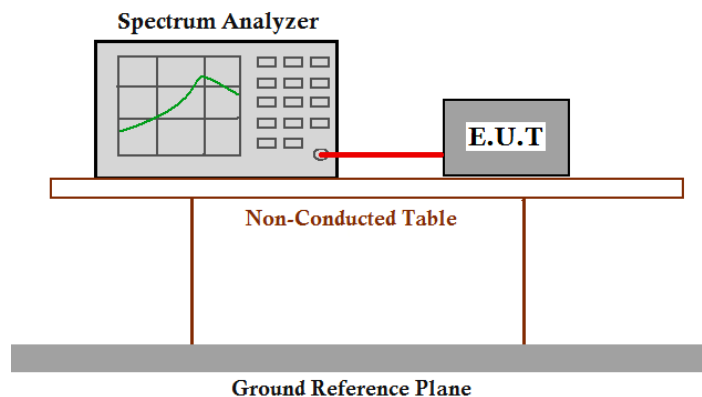 Spectrum Analyzer
E.U.T
Non-Conducted Table
Ground Reference Plane